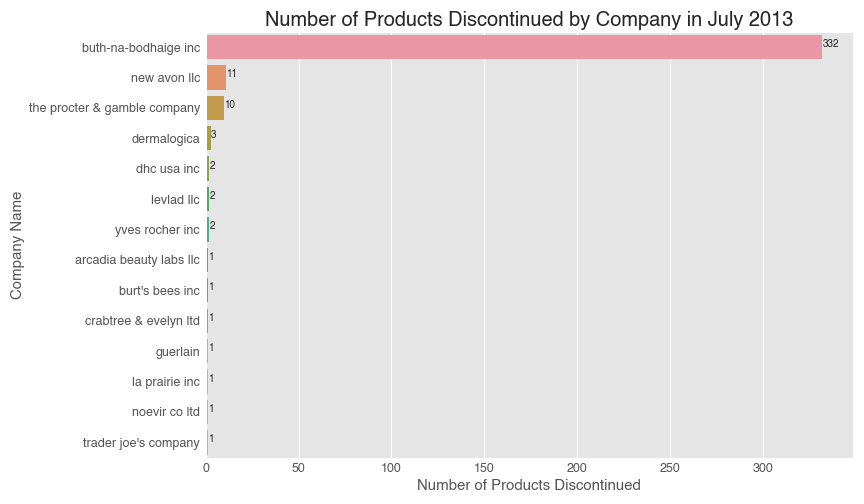 Number of Products Discontinued by Company in July 2013
buth-na-bodhaige inc 332
new avon llc 11
the procter & gamble company 10
dermalogica 3
dhc usa inc 2
levlad llc 2
yves rocher inc 2
arcadia beauty labs llc 1
burt's bees inc 1
crabtree & evelyn ltd 1
guerlain 1
la prairie inc 1
noevir co ltd 1
trader joe's company 1
Company Name
0 50 100 150 200 250 300
Number of Products Discontinued